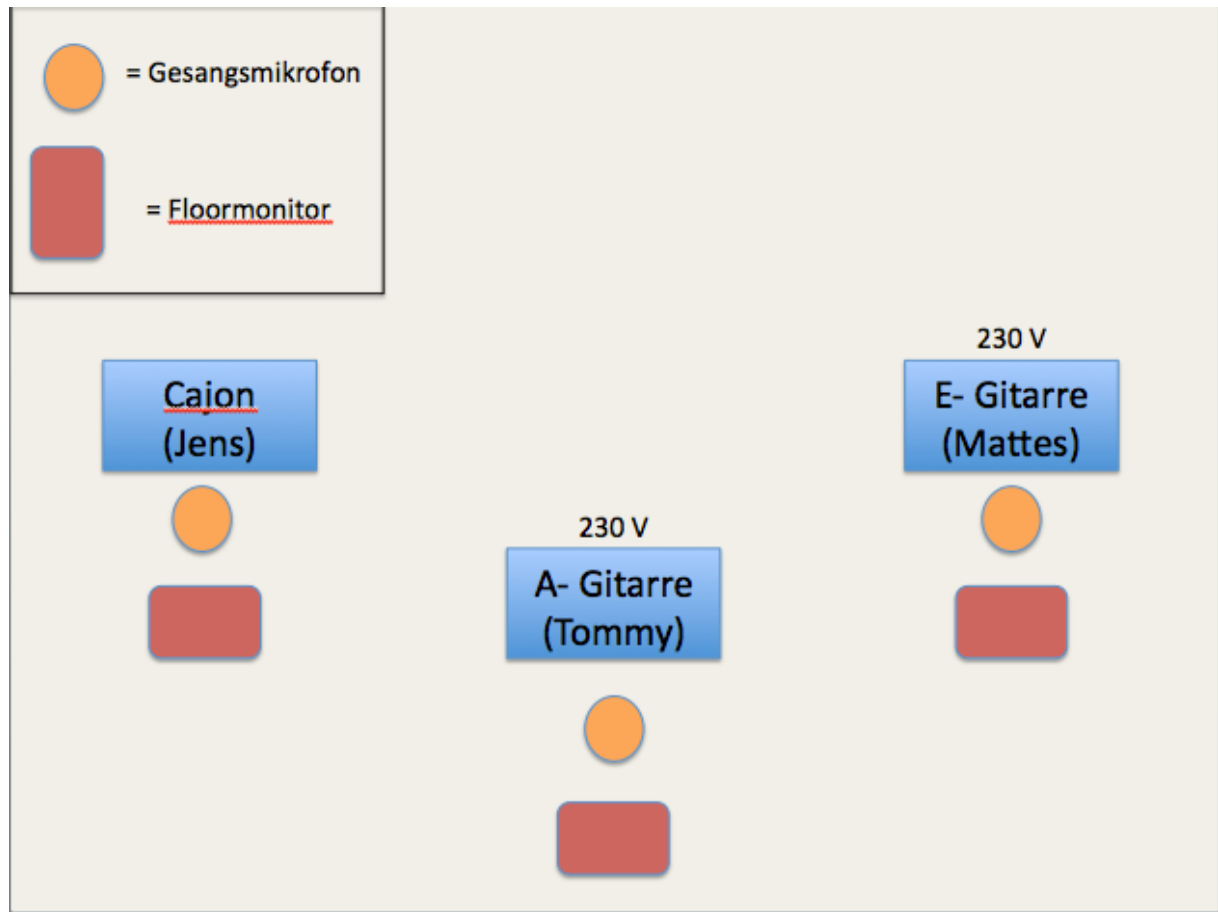 = Gesangsmikrofon
= Floormonitor
230 V
Cajon
(Jens)
E- Gitarre
(Mattes)
230 V
A- Gitarre
(Tommy)